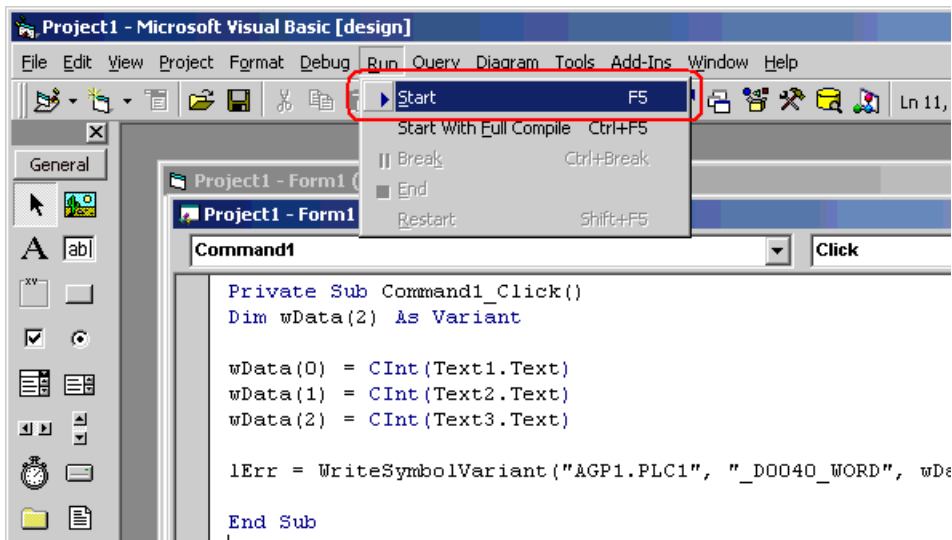 Project1 - Microsoft Visual Basic [design]
File Edit View Project Format Debug Run Query Diagram Tools Add-Ins Window Help
Start F5
Ln 11,
Start With Full Compile Ctrl+F5
Break Ctrl+Break
End
Restart Shift+F5
General
A ab|
xv
Project1 - Form1 (
Project1 - Form1
Command1 Click
Private Sub Command1_Click()
Dim wData(2) As Variant
wData(0) = CInt(Text1.Text)
wData(1) = CInt(Text2.Text)
wData(2) = CInt(Text3.Text)
lErr = WriteSymbolVariant("AGP1.PLC1", "_D0040_WORD", wDa
End Sub